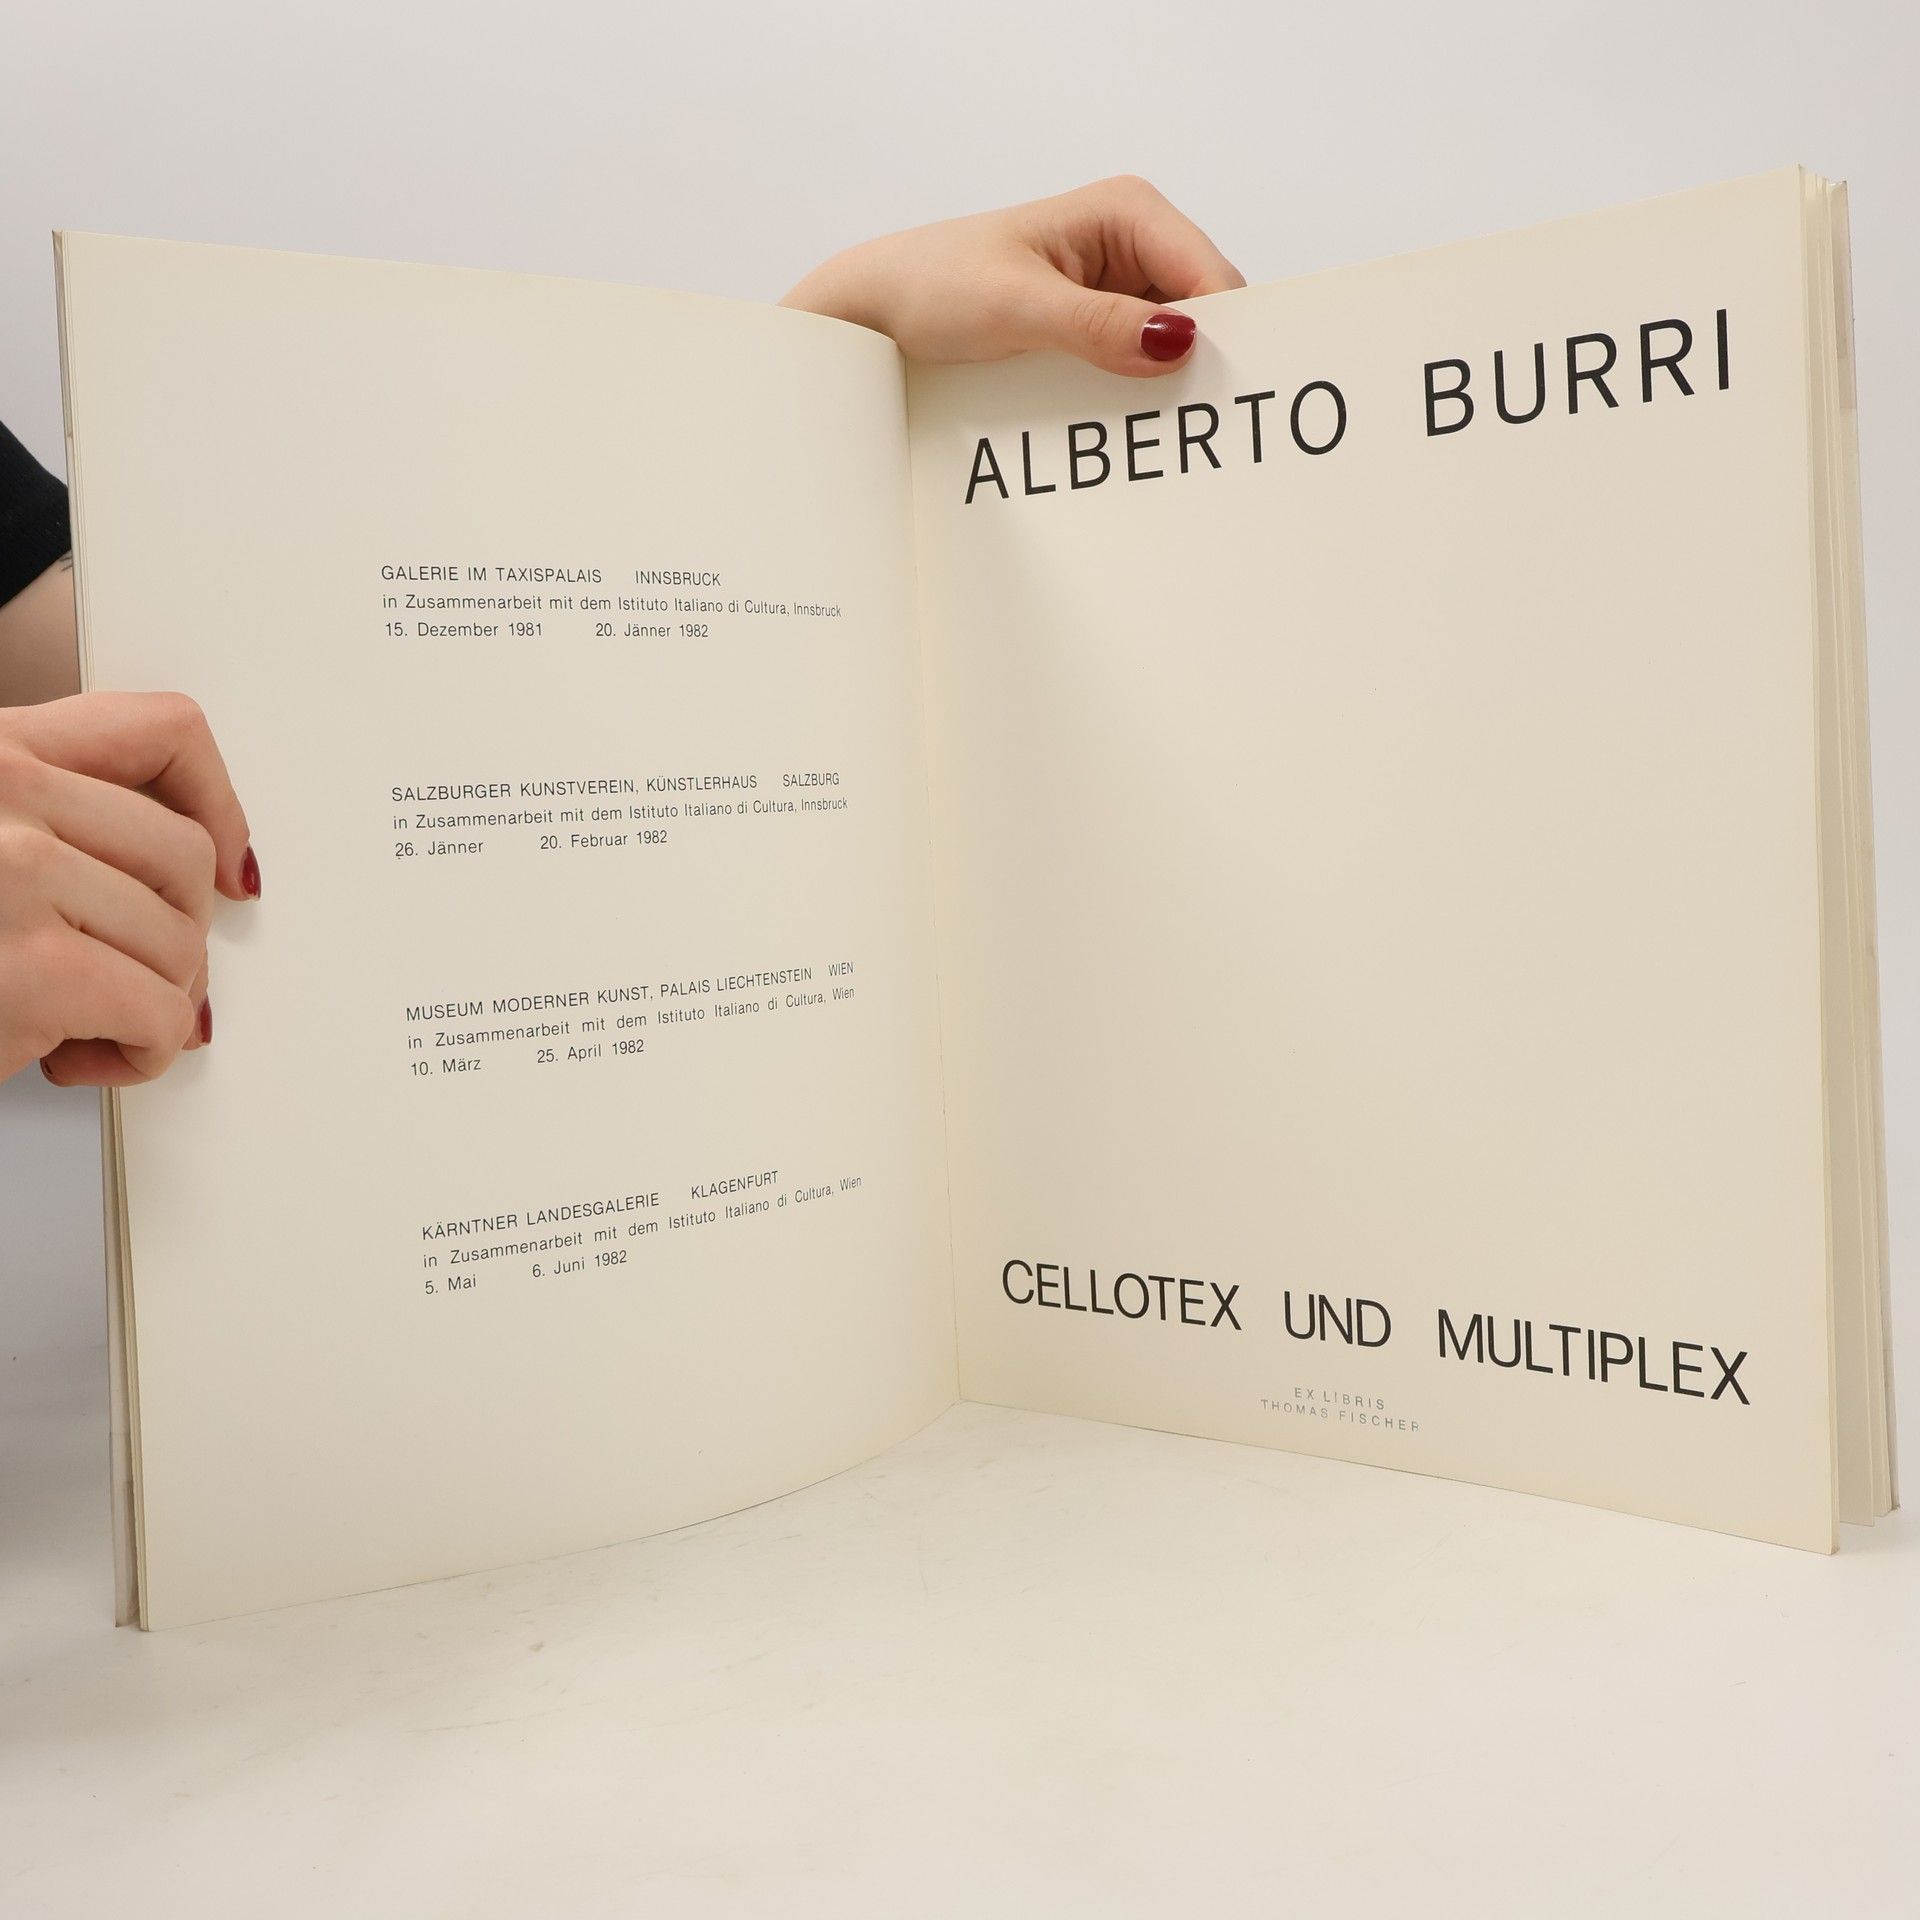 GALERIE IM TAXISPALAIS INNSBRUCK
in Zusammenarbeit mit dem Istituto Italiano di Cultura, Innsbruck
15. Dezember 1981 20. Jänner 1982
SALZBURGER KUNSTVEREIN, KÜNSTLERHAUS SALZBURG
in Zusammenarbeit mit dem Istituto Italiano di Cultura, Innsbruck
26. Jänner 20. Februar 1982
MUSEUM MODERNER KUNST, PALAIS LIECHTENSTEIN WIEN
in Zusammenarbeit mit dem Istituto Italiano di Cultura, Wien
10. März 25. April 1982
KÄRNTNER LANDESGALERIE KLAGENFURT
in Zusammenarbeit mit dem Istituto Italiano di Cultura, Wien
5. Mai 6. Juni 1982
ALBERTO BURRI
CELLOTEX UND MULTIPLEX
EX LIBRIS
THOMAS FISCHER